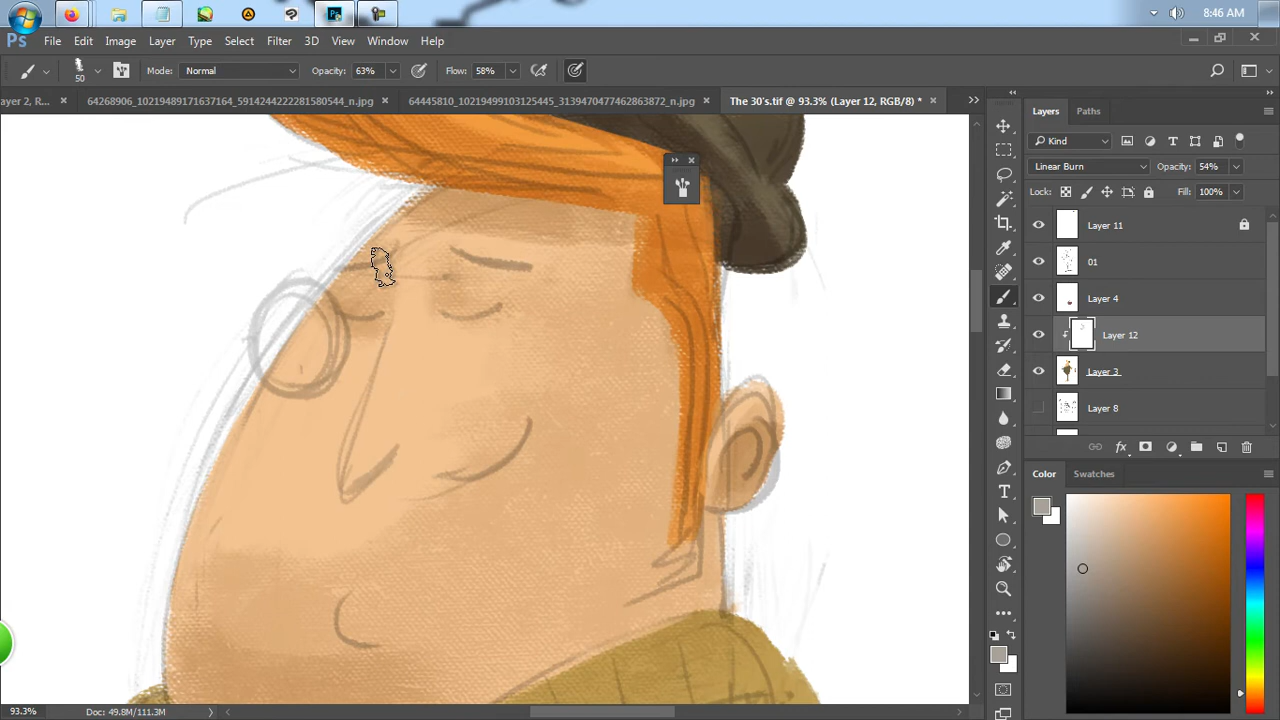 8:46 AM
Ps File Edit Image Layer Type Select Filter 3D View Window Help
50 Mode: Normal Opacity: 63% Flow: 58%
ayer 2, R... × 64268906_10219489171637164_5914244222281580544_n.jpg × 64445810_10219499103125445_3139470477462863872_n.jpg × The 30's.tif @ 93.3% (Layer 12, RGB/8) * ×
Layers Paths
Kind
Linear Burn Opacity: 54%
Lock: Fill: 100%
Layer 11
01
Layer 4
Layer 12
Layer 3
Layer 8
fx
Color Swatches
93.3% Doc: 49.8M/111.3M